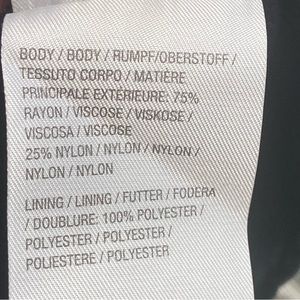 BODY / BODY / RUMPF/OBERSTOFF /
TESSUTO CORPO / MATIÈRE
PRINCIPALE EXTÉRIEURE: 75%
RAYON / VISCOSE / VISKOSE /
VISCOSA / VISCOSE
25% NYLON / NYLON / NYLON /
NYLON / NYLON
LINING / LINING / FUTTER / FODERA
/ DOUBLURE: 100% POLYESTER /
POLYESTER / POLYESTER /
POLIESTERE / POLYESTER